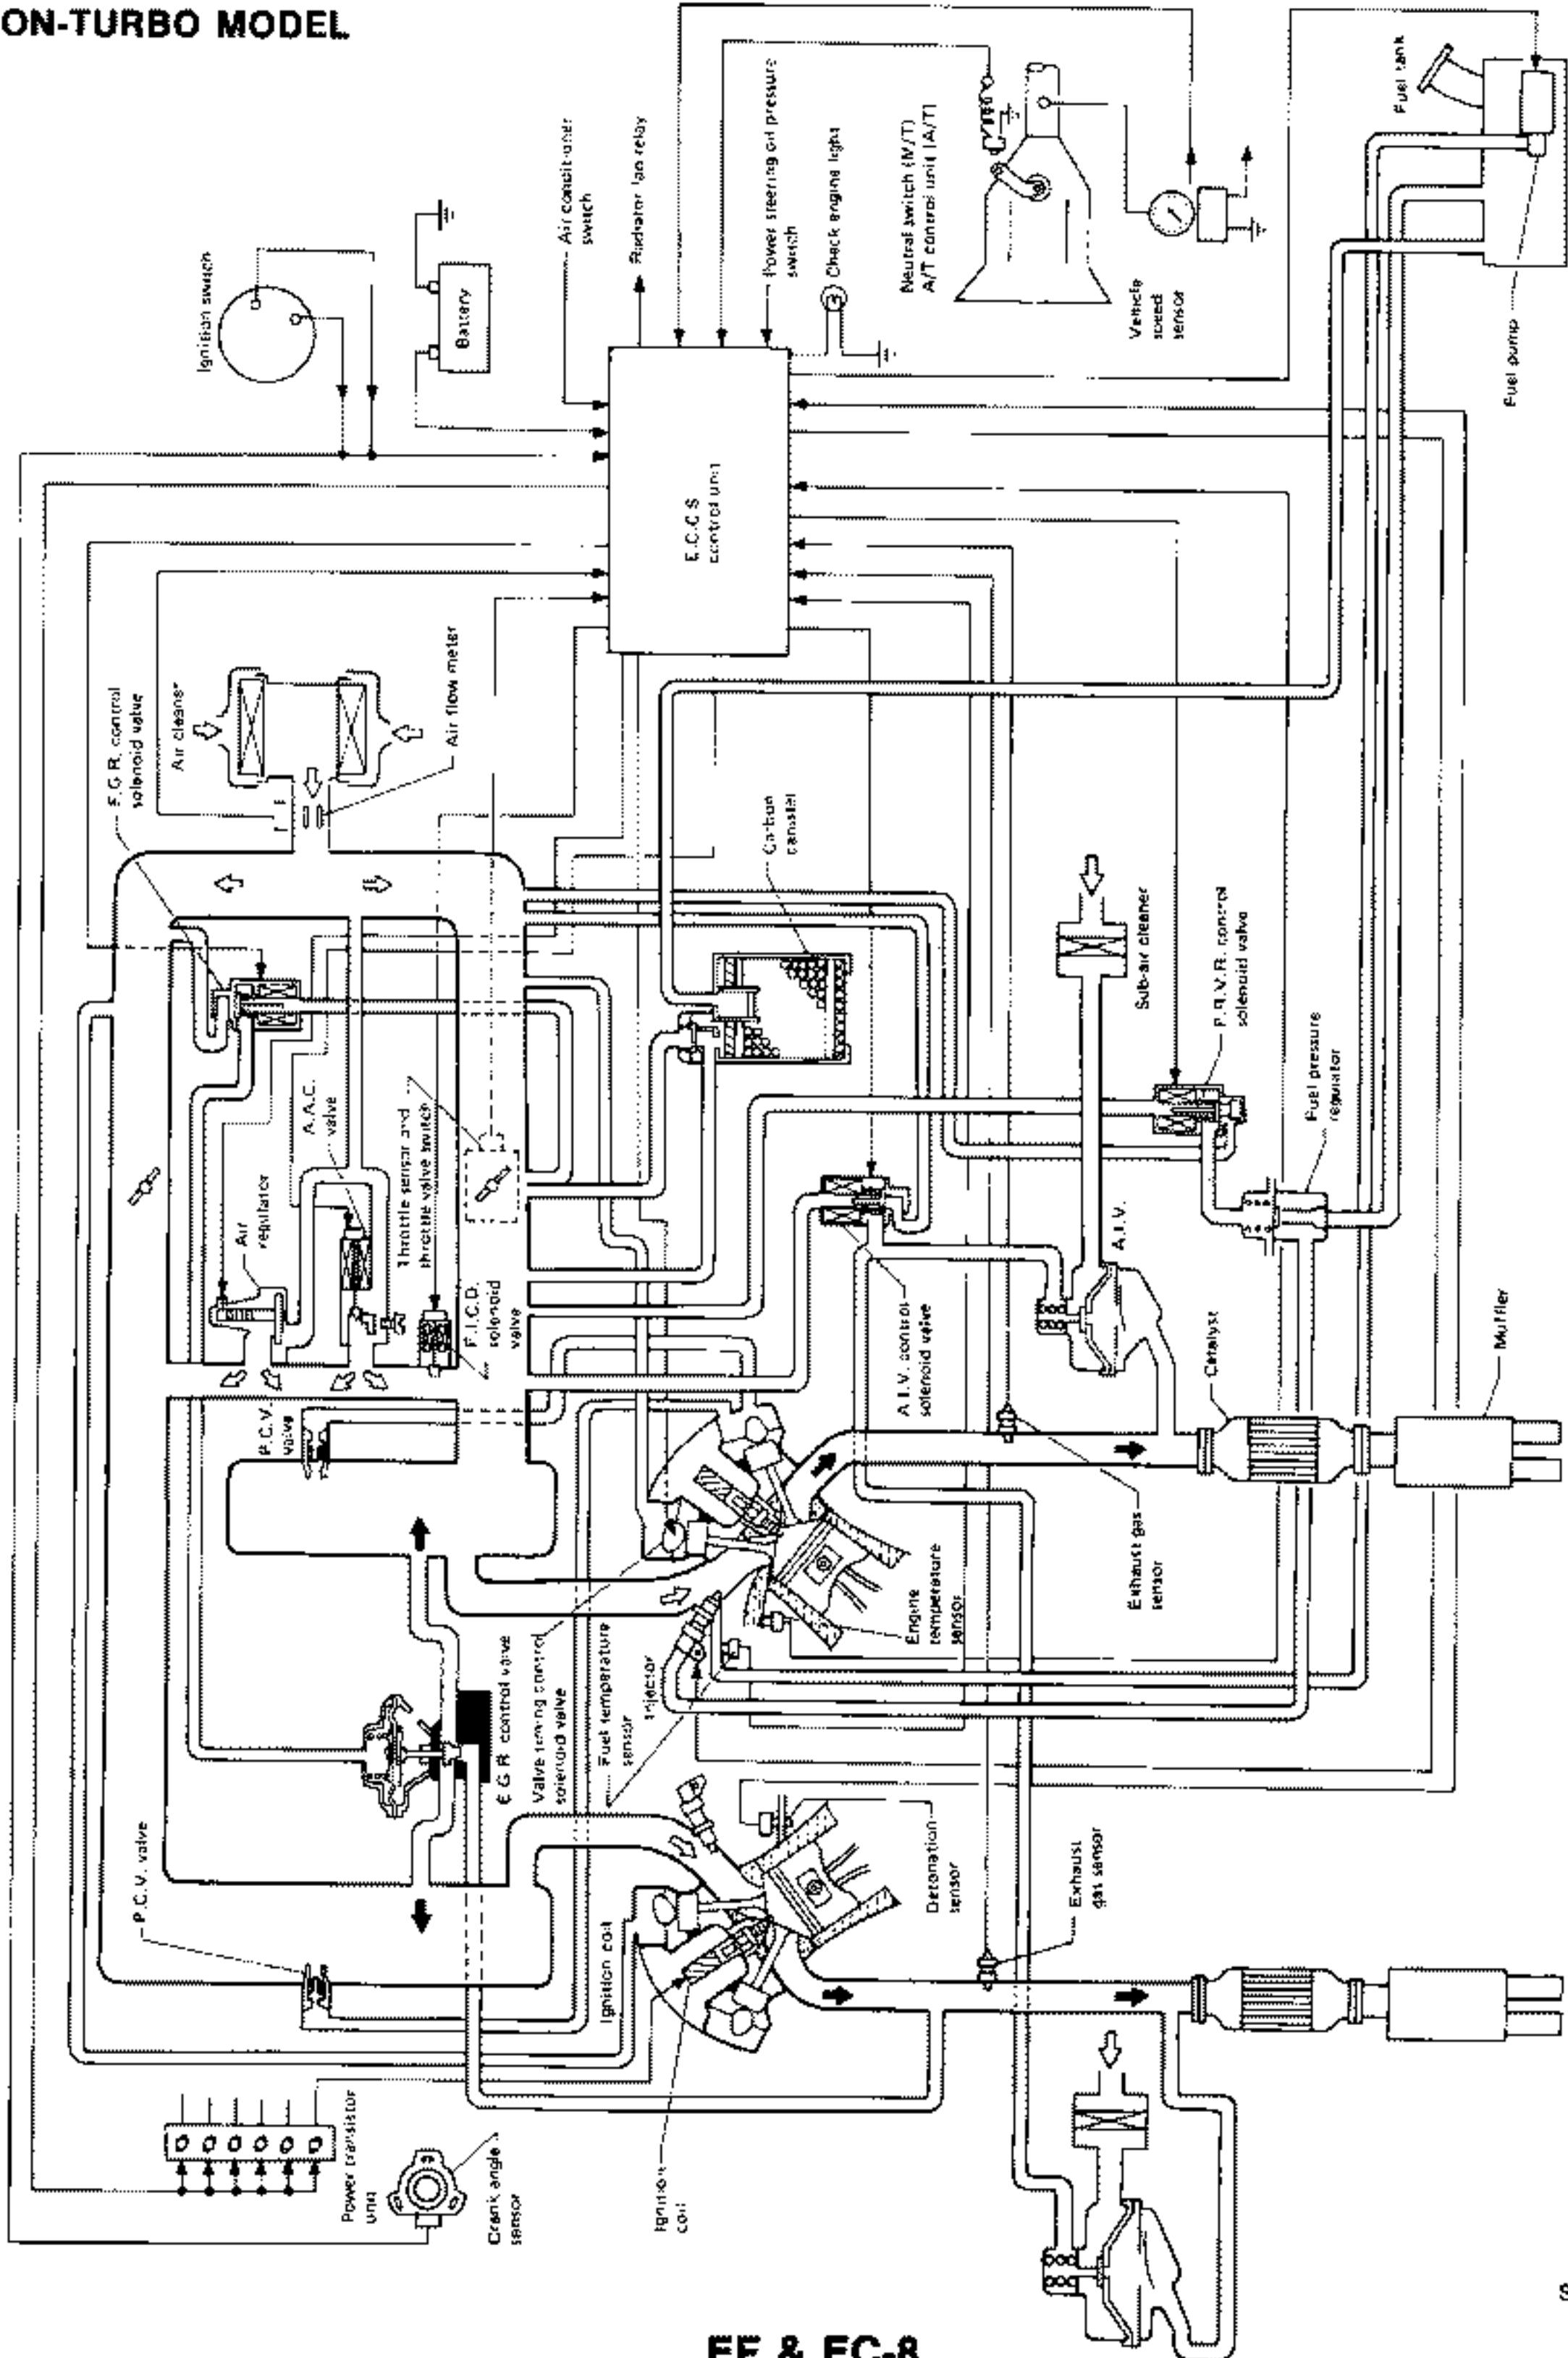 ON-TURBO MODEL
Ignition switch
Battery
Air conditioner
switch
Radiator fan relay
Power steering oil pressure
switch
Check engine light
Neutral switch (M/T)
A/T control unit (A/T)
Vehicle
speed
sensor
Fuel tank
Fuel pump
E.C.C.S.
control unit
E.G.R. control
solenoid valve
Air cleaner
Air flow meter
Carbon
canister
Sub-air cleaner
P.R.V.R. control
solenoid valve
Fuel pressure
regulator
A.A.C.
valve
Air
regulator
Throttle sensor and
throttle valve switch
F.I.C.D.
solenoid
valve
A.I.V. control
solenoid valve
A.I.V.
Catalyst
Muffler
P.C.V.
valve
Exhaust gas
sensor
Engine
temperature
sensor
E.G.R. control valve
Valve timing control
solenoid valve
Fuel temperature
sensor
Injector
P.C.V. valve
Detonation
sensor
Exhaust
gas sensor
Ignition coil
Power transistor
unit
Crank angle
sensor
Ignition
coil
EF & EC-8
S